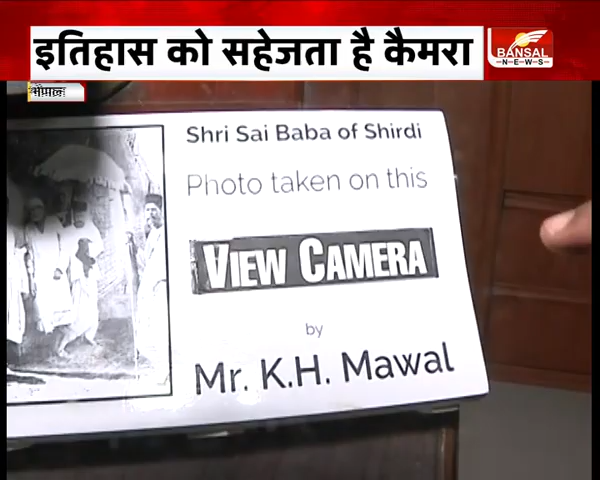 इतिहास को सहेजता है कैमरा
BANSAL
NEWS
Shri Sai Baba of Shirdi
Photo taken on this
VIEW CAMERA
by
Mr. K.H. Mawal